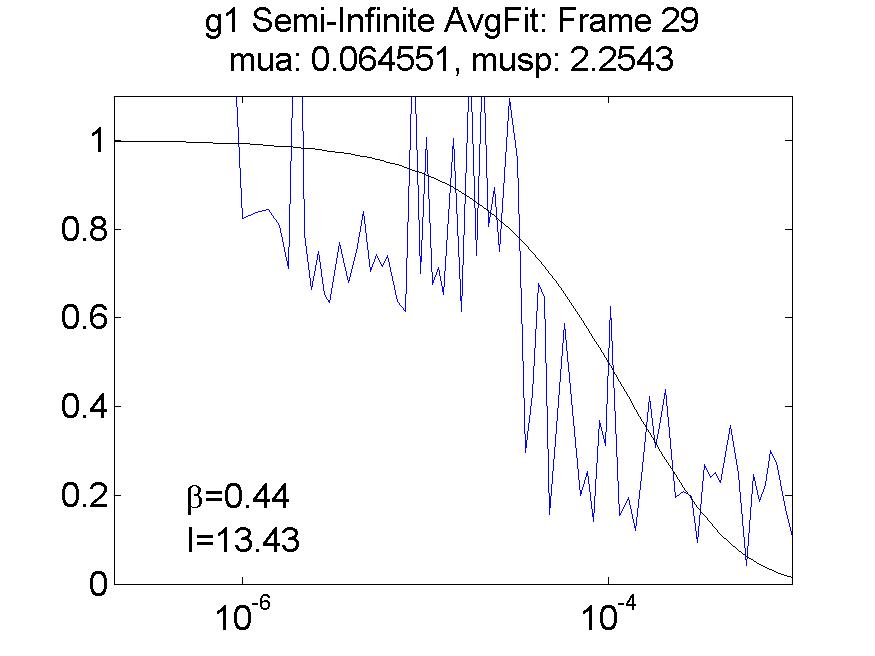 g1 Semi-Infinite AvgFit: Frame 29
mua: 0.064551, musp: 2.2543
1
0.8
0.6
0.4
0.2
0
β=0.44
I=13.43
10^-6
10^-4